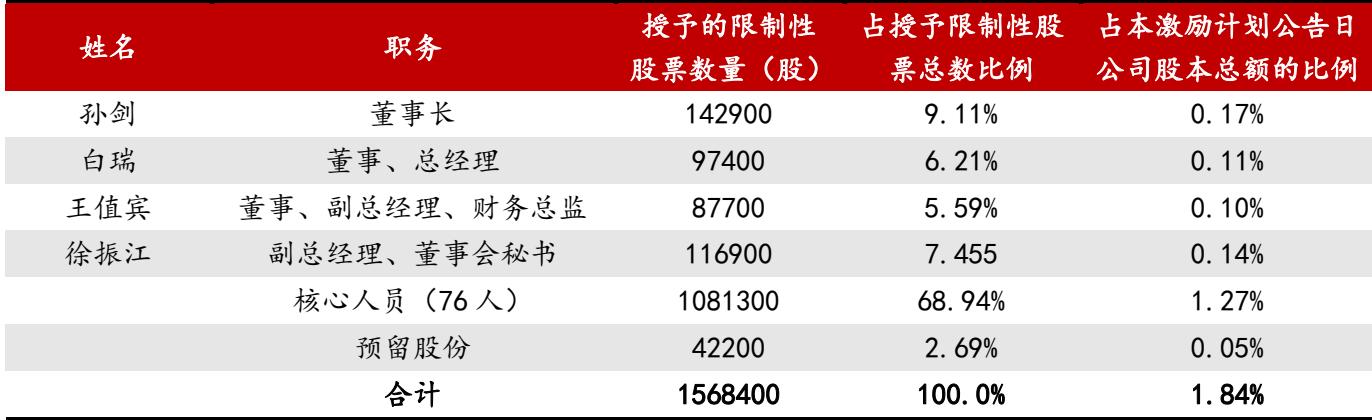 姓名 职务 授予的限制性股票数量（股） 占授予限制性股票总数比例 占本激励计划公告日公司股本总额的比例
孙剑 董事长 142900 9.11% 0.17%
白瑞 董事、总经理 97400 6.21% 0.11%
王值宾 董事、副总经理、财务总监 87700 5.59% 0.10%
徐振江 副总经理、董事会秘书 116900 7.455 0.14%
核心人员（76人） 1081300 68.94% 1.27%
预留股份 42200 2.69% 0.05%
合计 1568400 100.0% 1.84%